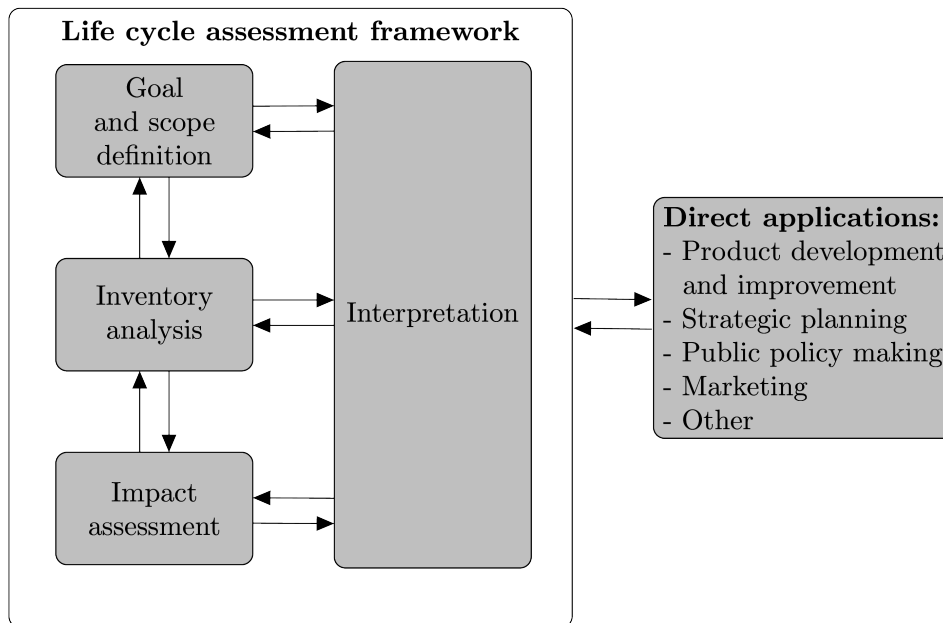 Life cycle assessment framework
Goal
and scope
definition
Inventory
analysis
Impact
assessment
Interpretation
Direct applications:
- Product development
and improvement
- Strategic planning
- Public policy making
- Marketing
- Other